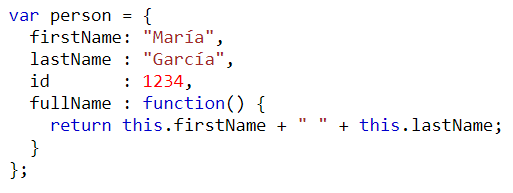 var person = {
  firstName: "María",
  lastName : "García",
  id       : 1234,
  fullName : function() {
    return this.firstName + " " + this.lastName;
  }
};